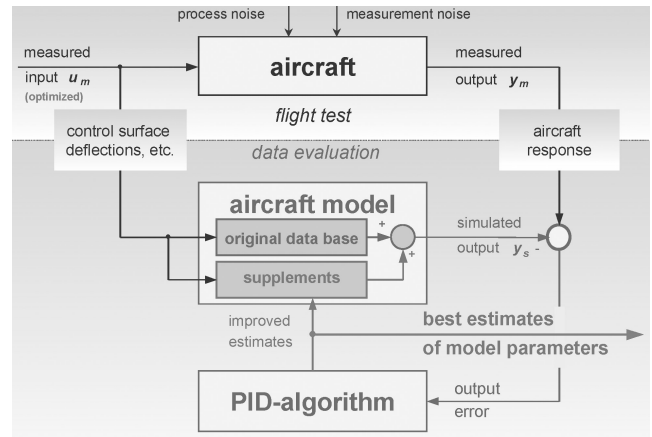 process noise
measurement noise
measured
input u m
(optimized)
aircraft
measured
output y m
flight test
control surface
deflections, etc.
aircraft
response
data evaluation
aircraft model
original data base
+
+
supplements
simulated
output y s -
improved
estimates
best estimates
of model parameters
PID-algorithm
output
error